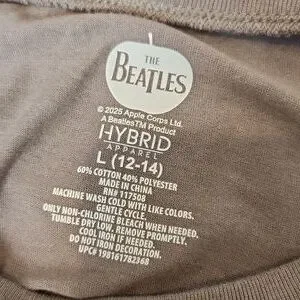 THE
BEATLES
© 2025 Apple Corps Ltd.
A Beatles™ Product
HYBRID
APPAREL
L (12-14)
60% COTTON 40% POLYESTER
MADE IN CHINA
RN# 117508
MACHINE WASH COLD WITH LIKE COLORS.
GENTLE CYCLE.
ONLY NON-CHLORINE BLEACH WHEN NEEDED.
TUMBLE DRY LOW. REMOVE PROMPTLY.
COOL IRON IF NEEDED.
DO NOT IRON DECORATION.
UPC# 198161782368